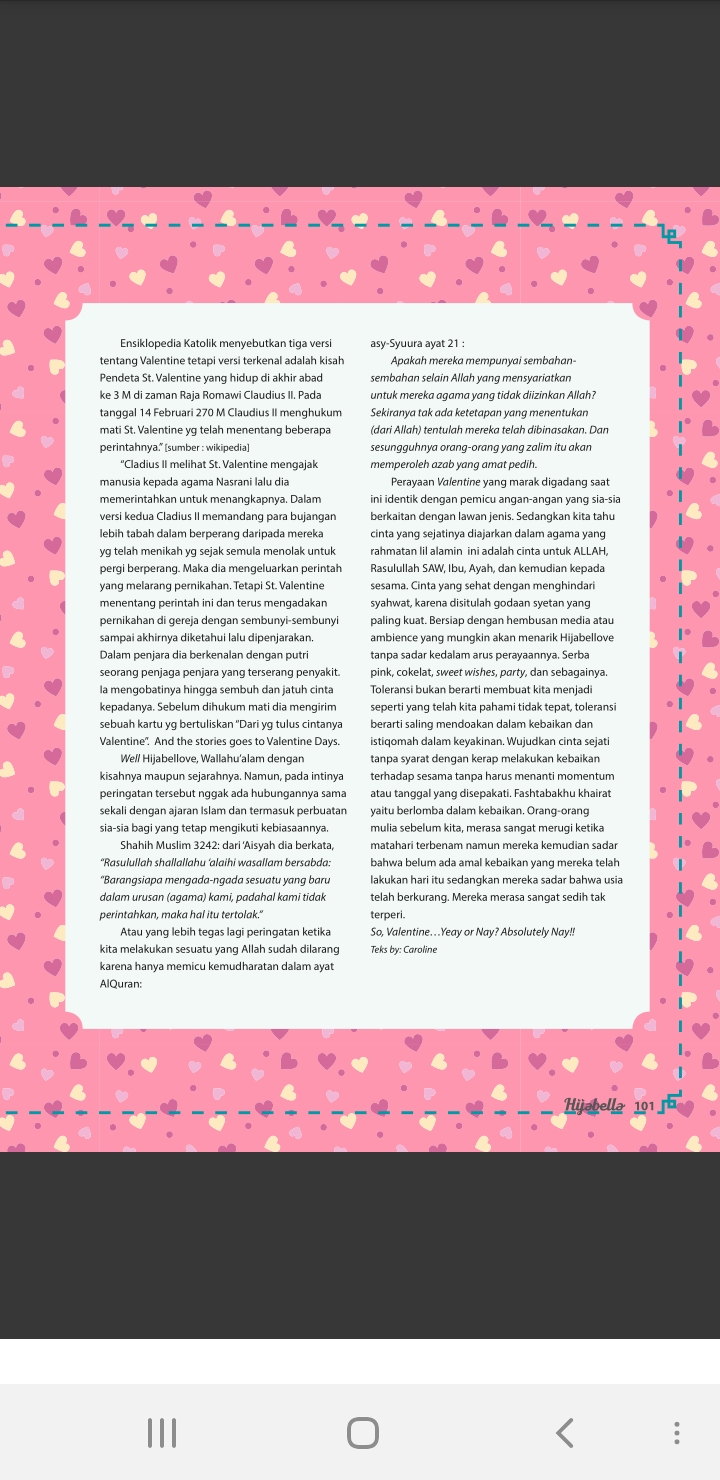 Ensiklopedia Katolik menyebutkan tiga versi
tentang Valentine tetapi versi terkenal adalah kisah
Pendeta St. Valentine yang hidup di akhir abad
ke 3 M di zaman Raja Romawi Claudius II. Pada
tanggal 14 Februari 270 M Claudius II menghukum
mati St. Valentine yg telah menentang beberapa
perintahnya.” [sumber : wikipedia]
“Cladius II melihat St. Valentine mengajak
manusia kepada agama Nasrani lalu dia
memerintahkan untuk menangkapnya. Dalam
versi kedua Cladius II memandang para bujangan
lebih tabah dalam berperang daripada mereka
yg telah menikah yg sejak semula menolak untuk
pergi berperang. Maka dia mengeluarkan perintah
yang melarang pernikahan. Tetapi St. Valentine
menentang perintah ini dan terus mengadakan
pernikahan di gereja dengan sembunyi-sembunyi
sampai akhirnya diketahui lalu dipenjarakan.
Dalam penjara dia berkenalan dengan putri
seorang penjaga penjara yang terserang penyakit.
Ia mengobatinya hingga sembuh dan jatuh cinta
kepadanya. Sebelum dihukum mati dia mengirim
sebuah kartu yg bertuliskan “Dari yg tulus cintanya
Valentine”. And the stories goes to Valentine Days.
Well Hijabellove, Wallahu’alam dengan
kisahnya maupun sejarahnya. Namun, pada intinya
peringatan tersebut nggak ada hubungannya sama
sekali dengan ajaran Islam dan termasuk perbuatan
sia-sia bagi yang tetap mengikuti kebiasaannya.
Shahih Muslim 3242: dari ‘Aisyah dia berkata,
“Rasulullah shallallahu ‘alaihi wasallam bersabda:
“Barangsiapa mengada-ngada sesuatu yang baru
dalam urusan (agama) kami, padahal kami tidak
perintahkan, maka hal itu tertolak.”
Atau yang lebih tegas lagi peringatan ketika
kita melakukan sesuatu yang Allah sudah dilarang
karena hanya memicu kemudharatan dalam ayat
AlQuran:
asy-Syuura ayat 21 :
Apakah mereka mempunyai sembahan-
sembahan selain Allah yang mensyariatkan
untuk mereka agama yang tidak diizinkan Allah?
Sekiranya tak ada ketetapan yang menentukan
(dari Allah) tentulah mereka telah dibinasakan. Dan
sesungguhnya orang-orang yang zalim itu akan
memperoleh azab yang amat pedih.
Perayaan Valentine yang marak digadang saat
ini identik dengan pemicu angan-angan yang sia-sia
berkaitan dengan lawan jenis. Sedangkan kita tahu
cinta yang sejatinya diajarkan dalam agama yang
rahmatan lil alamin ini adalah cinta untuk ALLAH,
Rasulullah SAW, Ibu, Ayah, dan kemudian kepada
sesama. Cinta yang sehat dengan menghindari
syahwat, karena disitulah godaan syetan yang
paling kuat. Bersiap dengan hembusan media atau
ambience yang mungkin akan menarik Hijabellove
tanpa sadar kedalam arus perayaannya. Serba
pink, cokelat, sweet wishes, party, dan sebagainya.
Toleransi bukan berarti membuat kita menjadi
seperti yang telah kita pahami tidak tepat, toleransi
berarti saling mendoakan dalam kebaikan dan
istiqomah dalam keyakinan. Wujudkan cinta sejati
tanpa syarat dengan kerap melakukan kebaikan
terhadap sesama tanpa harus menanti momentum
atau tanggal yang disepakati. Fashtabakhu khairat
yaitu berlomba dalam kebaikan. Orang-orang
mulia sebelum kita, merasa sangat merugi ketika
matahari terbenam namun mereka kemudian sadar
bahwa belum ada amal kebaikan yang mereka telah
lakukan hari itu sedangkan mereka sadar bahwa usia
telah berkurang. Mereka merasa sangat sedih tak
terperi.
So, Valentine…Yeay or Nay? Absolutely Nay!!
Teks by: Caroline
Hijabella 101